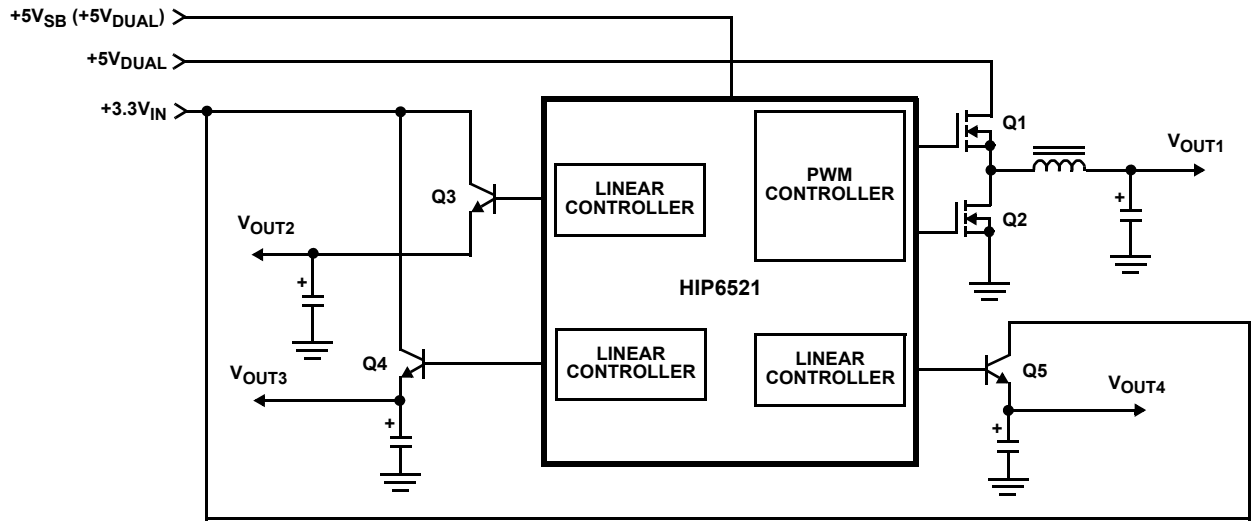 +5VSB (+5VDUAL)
+5VDUAL
+3.3VIN
Q1
VOUT1
PWM
CONTROLLER
LINEAR
CONTROLLER
Q3
+
Q2
VOUT2
+
HIP6521
LINEAR
CONTROLLER
LINEAR
CONTROLLER
Q4
Q5
VOUT3
VOUT4
+
+